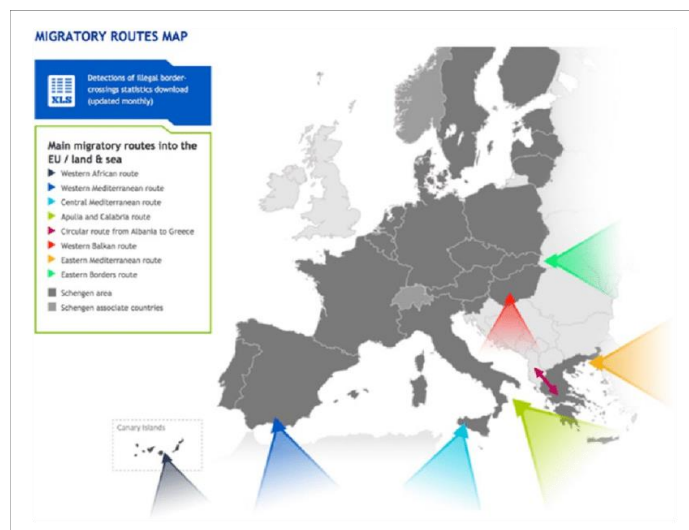 MIGRATORY ROUTES MAP
XLS
Detections of illegal border-
crossings statistics download
(updated monthly)
Main migratory routes into the
EU / land & sea
Western African route
Western Mediterranean route
Central Mediterranean route
Apulia and Calabria route
Circular route from Albania to Greece
Western Balkan route
Eastern Mediterranean route
Eastern Borders route
Schengen area
Schengen associate countries
Canary Islands